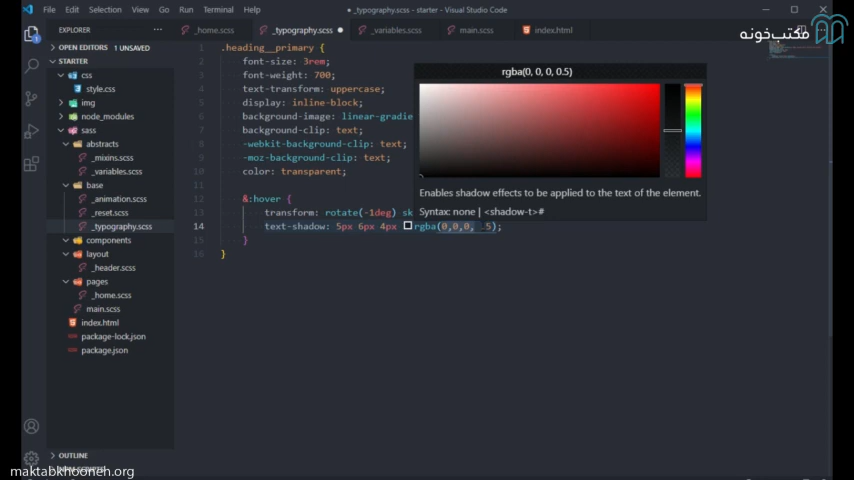 File Edit Selection View Go Run Terminal Help
_typography.scss - starter - Visual Studio Code
مکتب‌خونه
EXPLORER
_home.scss
_typography.scss
_variables.scss
main.scss
index.html
OPEN EDITORS 1 UNSAVED
STARTER
css
style.css
img
node_modules
sass
abstracts
_mixins.scss
_variables.scss
base
_animation.scss
_reset.scss
_typography.scss
components
layout
_header.scss
pages
_home.scss
main.scss
index.html
package-lock.json
package.json
OUTLINE
1 .heading__primary {
2 font-size: 3rem;
3 font-weight: 700;
4 text-transform: uppercase;
5 display: inline-block;
6 background-image: linear-gradie
7 background-clip: text;
8 -webkit-background-clip: text;
9 -moz-background-clip: text;
10 color: transparent;
11
12 &:hover {
13 transform: rotate(-1deg) sk
14 text-shadow: 5px 6px 4px rgba(0,0,0, .5);
15 }
16 }
rgba(0, 0, 0, 0.5)
Enables shadow effects to be applied to the text of the element.
Syntax: none | <shadow-t>#
maktabkhooneh.org